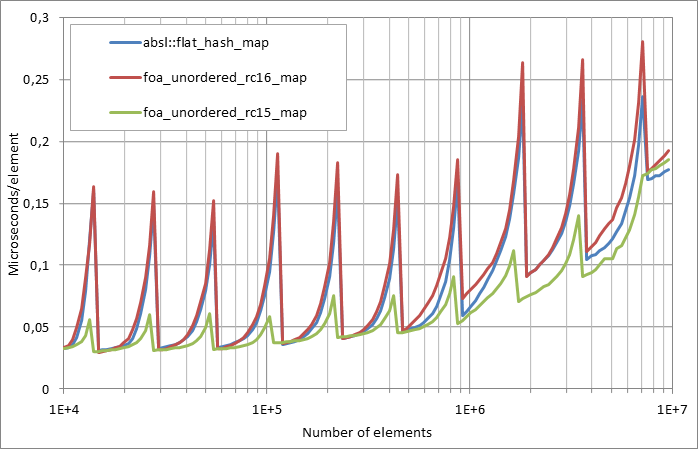 0,3
0,25
0,2
0,15
0,1
0,05
0
Microseconds/element
absl::flat_hash_map
foa_unordered_rc16_map
foa_unordered_rc15_map
1E+4
1E+5
1E+6
1E+7
Number of elements